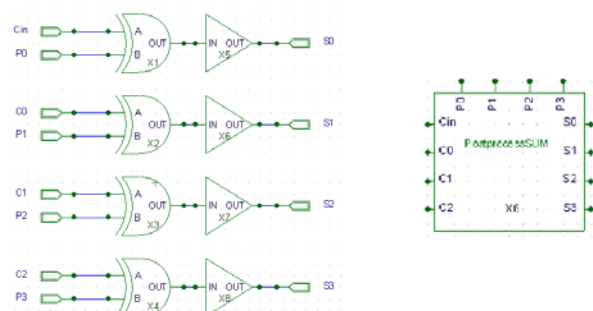 Cin A OUT IN OUT S0
P0 B X1 X5
C0 A OUT IN OUT S1
P1 B X2 X6
C1 A OUT IN OUT S2
P2 B X3 X7
C2 A OUT IN OUT S3
P3 B X4 X8
P0 P1 P2 P3
Cin S0
PostprocessSUM
C0 S1
C1 S2
C2 X6 S3